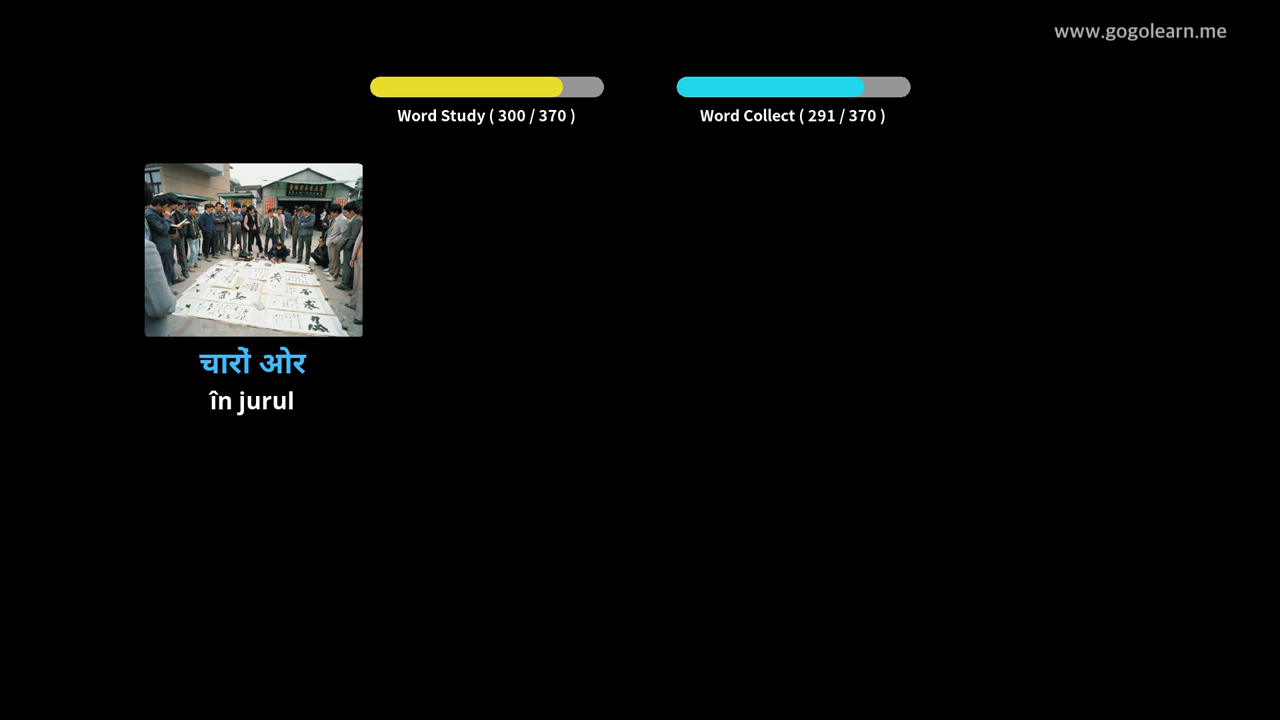 www.gogolearn.me
Word Study ( 300 / 370 )
Word Collect ( 291 / 370 )
चारों ओर
în jurul